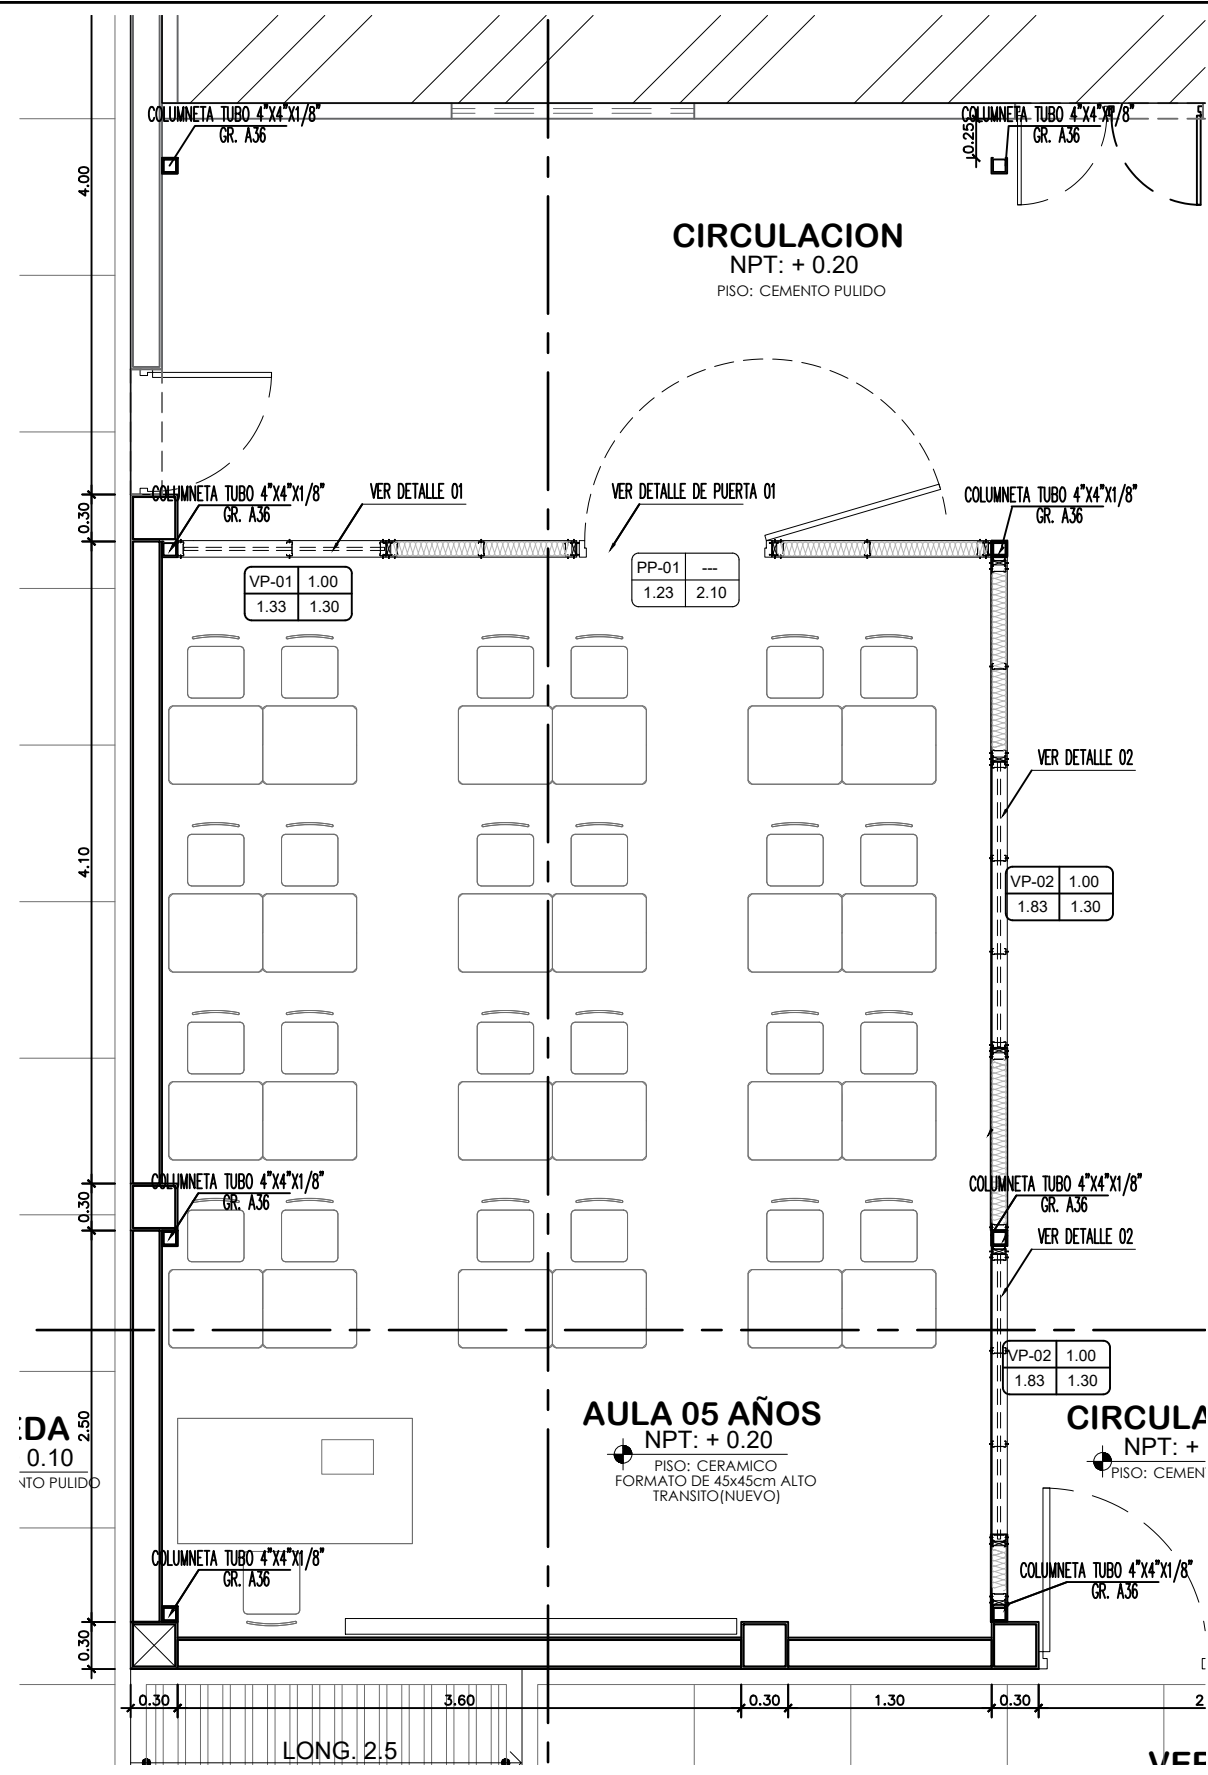 COLUMNETA TUBO 4"X4"X1/8"
GR. A36
COLUMNETA TUBO 4"X4"X1/8"
GR. A36
0.25
4.00
CIRCULACION
NPT: + 0.20
PISO: CEMENTO PULIDO
COLUMNETA TUBO 4"X4"X1/8"
GR. A36
VER DETALLE 01
VER DETALLE DE PUERTA 01
COLUMNETA TUBO 4"X4"X1/8"
GR. A36
0.30
VP-01 1.00
1.33 1.30
PP-01 ---
1.23 2.10
VER DETALLE 02
4.10
VP-02 1.00
1.83 1.30
COLUMNETA TUBO 4"X4"X1/8"
GR. A36
COLUMNETA TUBO 4"X4"X1/8"
GR. A36
0.30
VER DETALLE 02
VP-02 1.00
1.83 1.30
EDA
0.10
NTO PULIDO
2.50
AULA 05 AÑOS
NPT: + 0.20
PISO: CERAMICO
FORMATO DE 45x45cm ALTO
TRANSITO(NUEVO)
CIRCULA
NPT: +
PISO: CEMEN
COLUMNETA TUBO 4"X4"X1/8"
GR. A36
COLUMNETA TUBO 4"X4"X1/8"
GR. A36
0.30
0.30 3.60 0.30 1.30 0.30 2
LONG. 2.5
VER